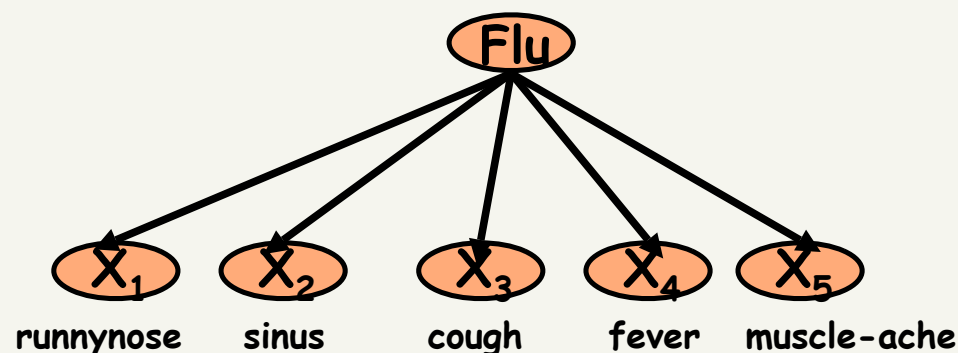 Flu
X₁ X₂ X₃ X₄ X₅
runnynose sinus cough fever muscle-ache